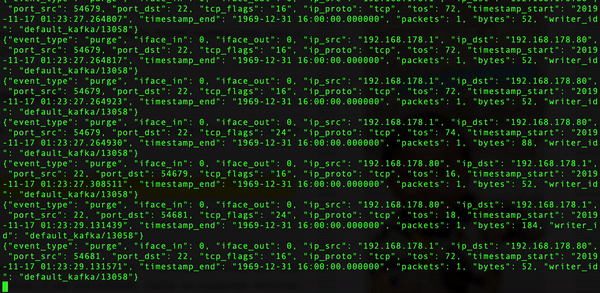 "port_src": 54679, "port_dst": 22, "tcp_flags": "16", "ip_proto": "tcp", "tos": 72, "timestamp_start": "2019
-11-17 01:23:27.264807", "timestamp_end": "1969-12-31 16:00:00.000000", "packets": 1, "bytes": 52, "writer_id
": "default_kafka/13058"}
{"event_type": "purge", "iface_in": 0, "iface_out": 0, "ip_src": "192.168.178.1", "ip_dst": "192.168.178.80",
"port_src": 54679, "port_dst": 22, "tcp_flags": "16", "ip_proto": "tcp", "tos": 72, "timestamp_start": "2019
-11-17 01:23:27.264817", "timestamp_end": "1969-12-31 16:00:00.000000", "packets": 1, "bytes": 52, "writer_id
": "default_kafka/13058"}
{"event_type": "purge", "iface_in": 0, "iface_out": 0, "ip_src": "192.168.178.1", "ip_dst": "192.168.178.80",
"port_src": 54679, "port_dst": 22, "tcp_flags": "16", "ip_proto": "tcp", "tos": 72, "timestamp_start": "2019
-11-17 01:23:27.264923", "timestamp_end": "1969-12-31 16:00:00.000000", "packets": 1, "bytes": 52, "writer_id
": "default_kafka/13058"}
{"event_type": "purge", "iface_in": 0, "iface_out": 0, "ip_src": "192.168.178.1", "ip_dst": "192.168.178.80",
"port_src": 54679, "port_dst": 22, "tcp_flags": "24", "ip_proto": "tcp", "tos": 74, "timestamp_start": "2019
-11-17 01:23:27.264930", "timestamp_end": "1969-12-31 16:00:00.000000", "packets": 1, "bytes": 88, "writer_id
": "default_kafka/13058"}
{"event_type": "purge", "iface_in": 0, "iface_out": 0, "ip_src": "192.168.178.80", "ip_dst": "192.168.178.1",
"port_src": 22, "port_dst": 54679, "tcp_flags": "16", "ip_proto": "tcp", "tos": 16, "timestamp_start": "2019
-11-17 01:23:27.308511", "timestamp_end": "1969-12-31 16:00:00.000000", "packets": 1, "bytes": 52, "writer_id
": "default_kafka/13058"}
{"event_type": "purge", "iface_in": 0, "iface_out": 0, "ip_src": "192.168.178.80", "ip_dst": "192.168.178.1",
"port_src": 22, "port_dst": 54681, "tcp_flags": "24", "ip_proto": "tcp", "tos": 18, "timestamp_start": "2019
-11-17 01:23:29.131439", "timestamp_end": "1969-12-31 16:00:00.000000", "packets": 1, "bytes": 184, "writer_i
d": "default_kafka/13058"}
{"event_type": "purge", "iface_in": 0, "iface_out": 0, "ip_src": "192.168.178.1", "ip_dst": "192.168.178.80",
"port_src": 54681, "port_dst": 22, "tcp_flags": "16", "ip_proto": "tcp", "tos": 72, "timestamp_start": "2019
-11-17 01:23:29.131571", "timestamp_end": "1969-12-31 16:00:00.000000", "packets": 1, "bytes": 52, "writer_id
": "default_kafka/13058"}